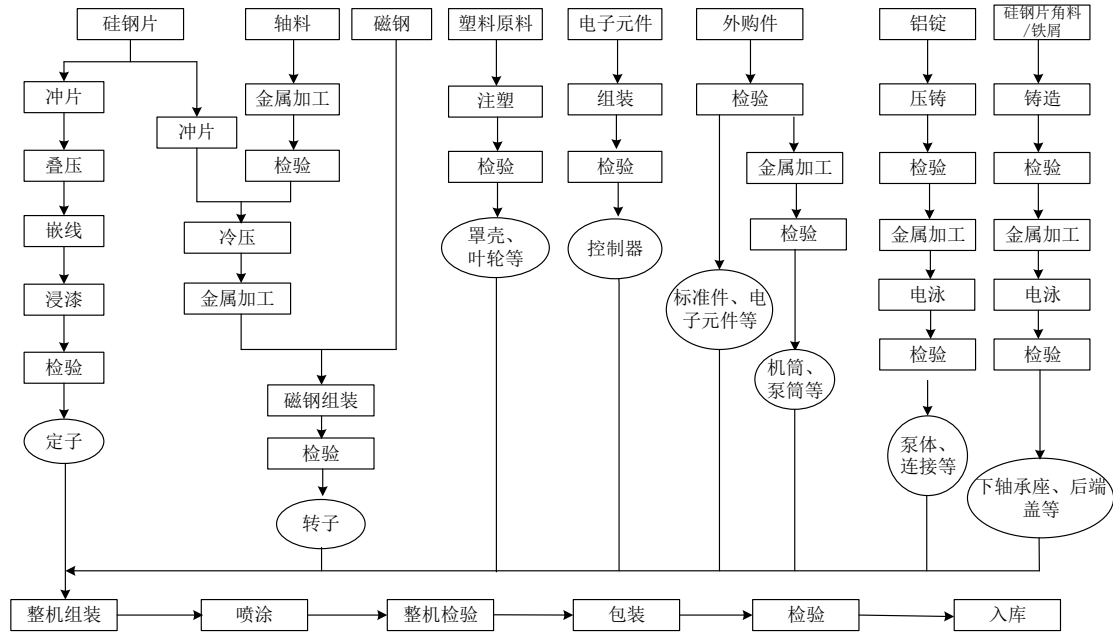 硅钢片
轴料
磁钢
塑料原料
电子元件
外购件
铝锭
硅钢片角料
/铁屑
冲片
金属加工
注塑
组装
检验
压铸
铸造
冲片
叠压
检验
检验
检验
金属加工
检验
检验
嵌线
冷压
罩壳、
叶轮等
控制器
检验
金属加工
金属加工
浸漆
金属加工
标准件、电
子元件等
电泳
电泳
检验
机筒、
泵筒等
检验
检验
磁钢组装
定子
检验
泵体、
连接等
下轴承座、后端
盖等
转子
整机组装
喷涂
整机检验
包装
检验
入库